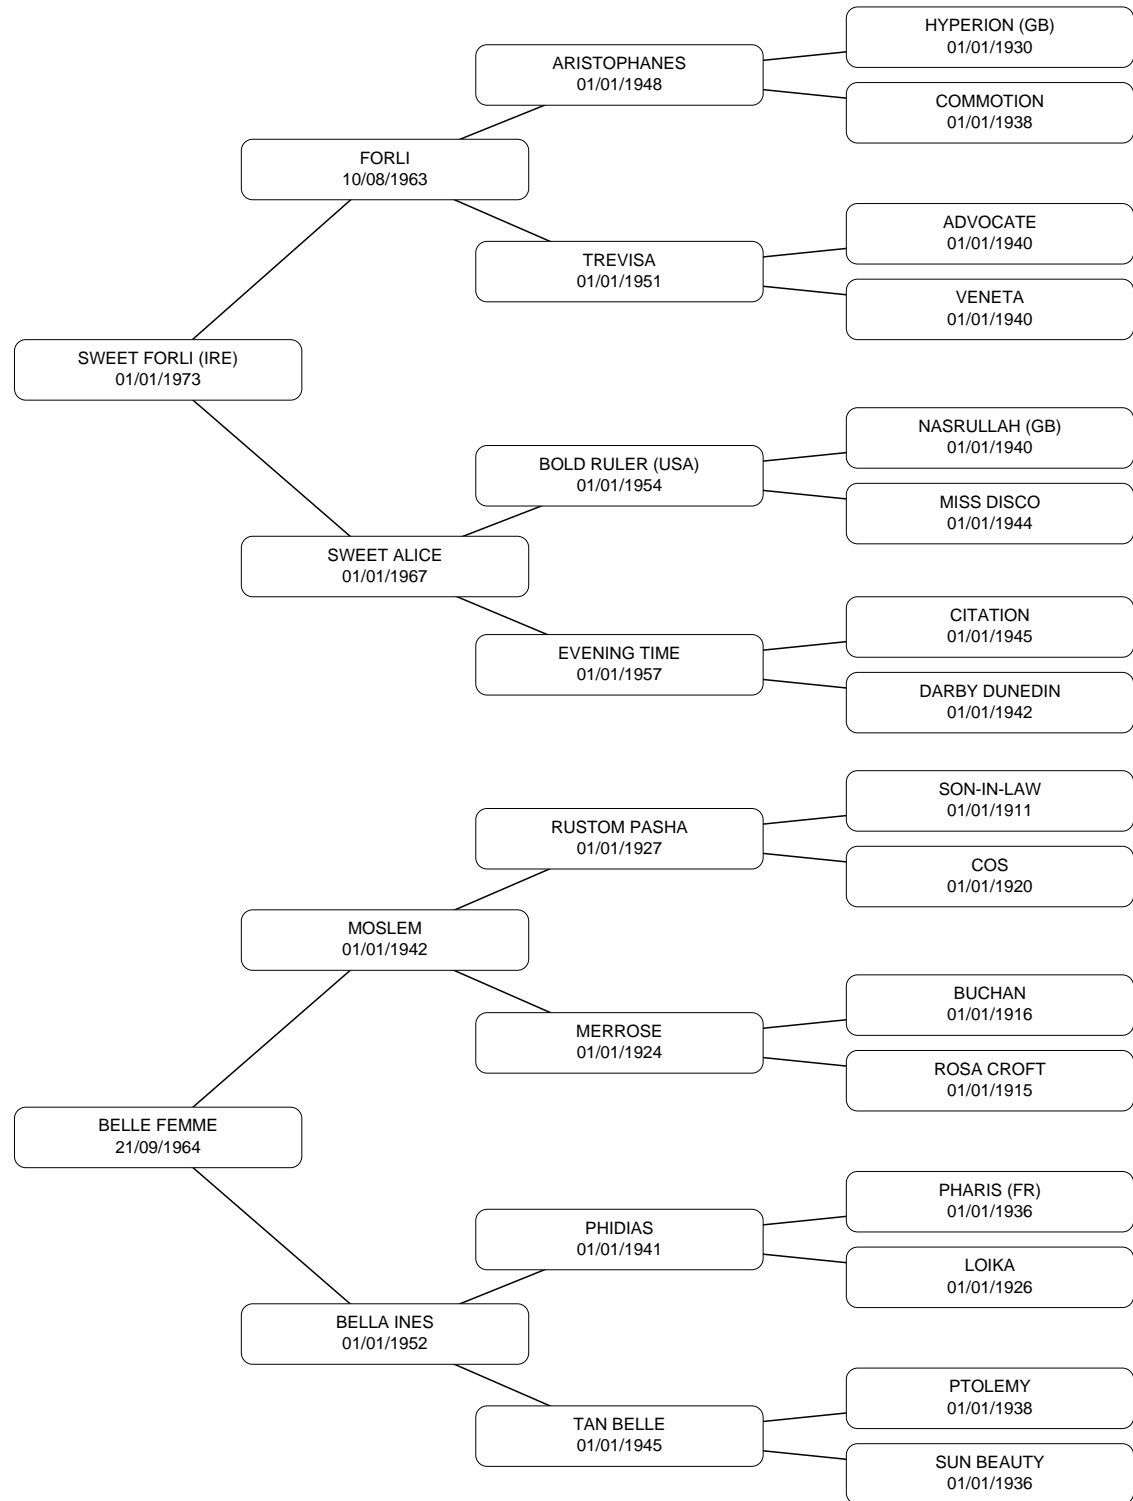 HYPERION (GB)
01/01/1930
ARISTOPHANES
01/01/1948
COMMOTION
01/01/1938
FORLI
10/08/1963
ADVOCATE
01/01/1940
TREVISA
01/01/1951
VENETA
01/01/1940
SWEET FORLI (IRE)
01/01/1973
NASRULLAH (GB)
01/01/1940
BOLD RULER (USA)
01/01/1954
MISS DISCO
01/01/1944
SWEET ALICE
01/01/1967
CITATION
01/01/1945
EVENING TIME
01/01/1957
DARBY DUNEDIN
01/01/1942
SON-IN-LAW
01/01/1911
RUSTOM PASHA
01/01/1927
COS
01/01/1920
MOSLEM
01/01/1942
BUCHAN
01/01/1916
MERROSE
01/01/1924
ROSA CROFT
01/01/1915
BELLE FEMME
21/09/1964
PHARIS (FR)
01/01/1936
PHIDIAS
01/01/1941
LOIKA
01/01/1926
BELLA INES
01/01/1952
PTOLEMY
01/01/1938
TAN BELLE
01/01/1945
SUN BEAUTY
01/01/1936